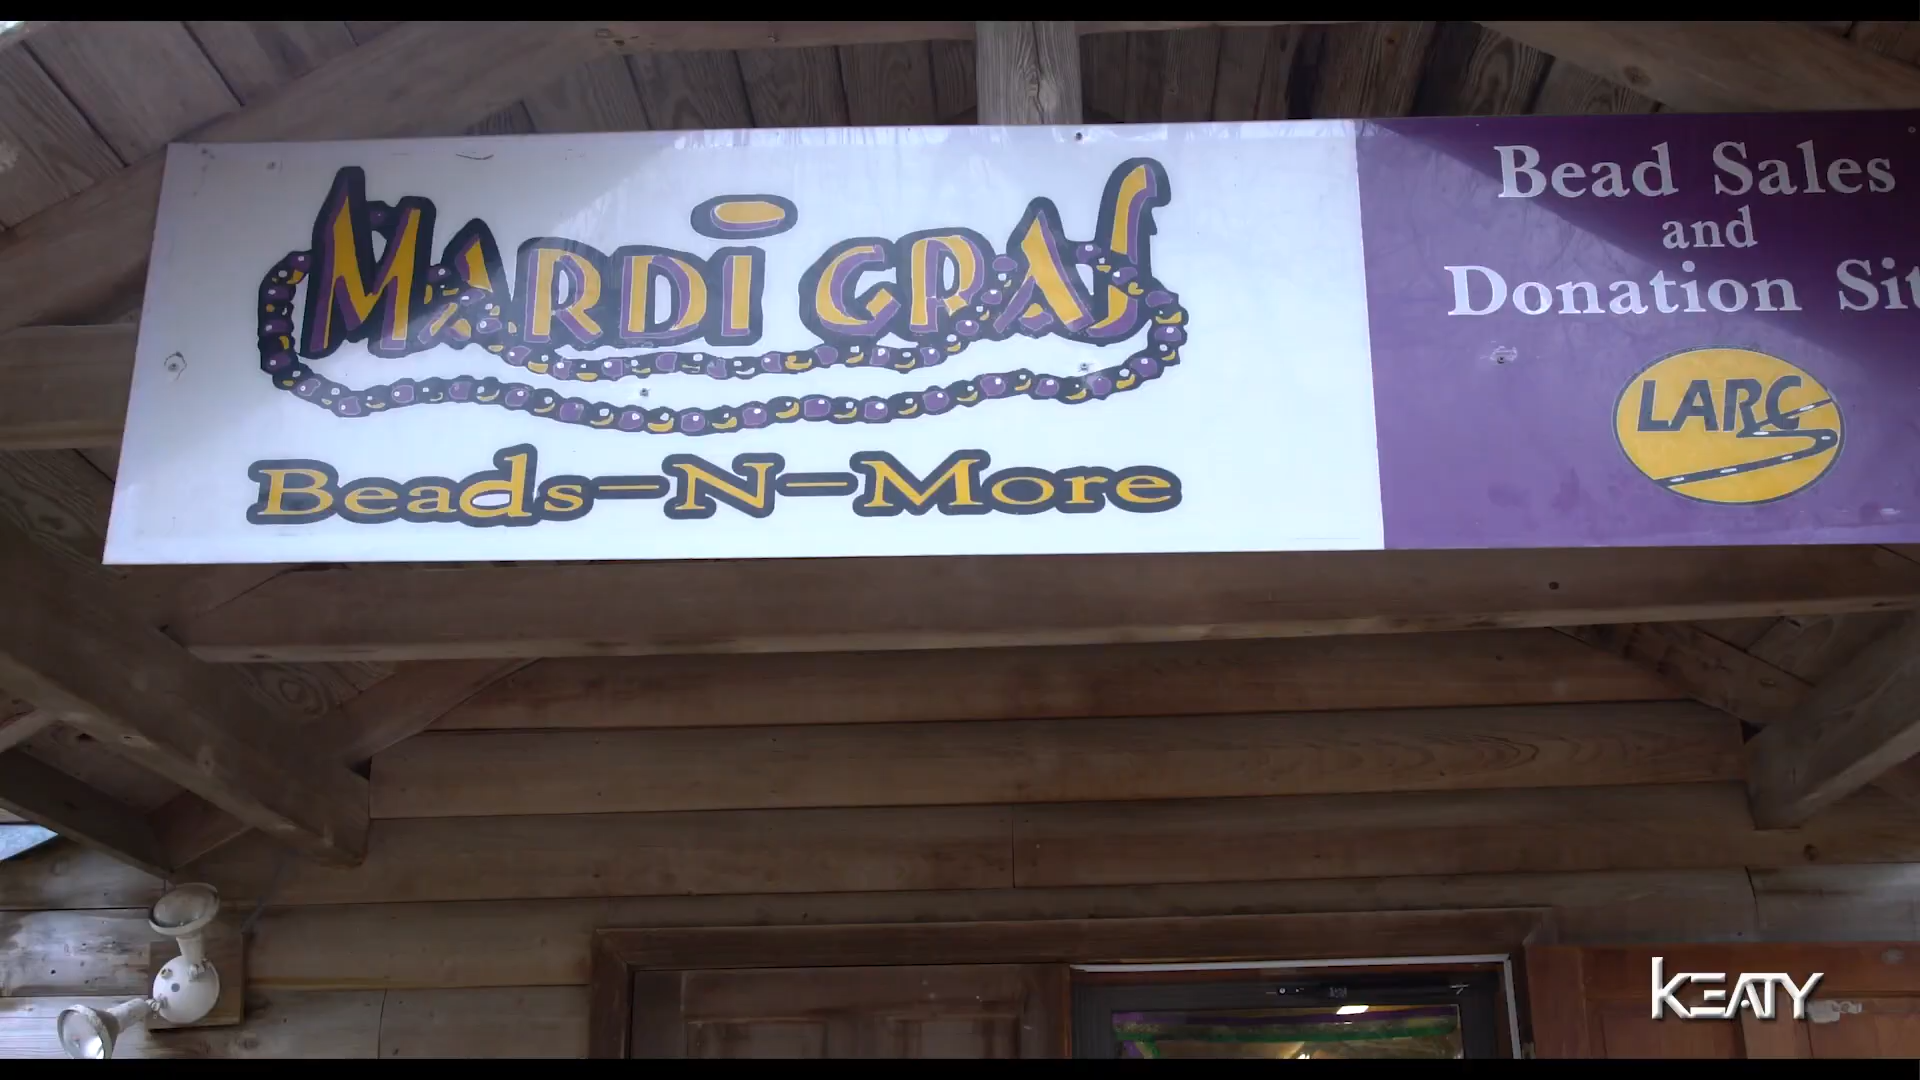 MARDI GRAS
Beads-N-More
Bead Sales
and
Donation Sit
LARC
KEATY